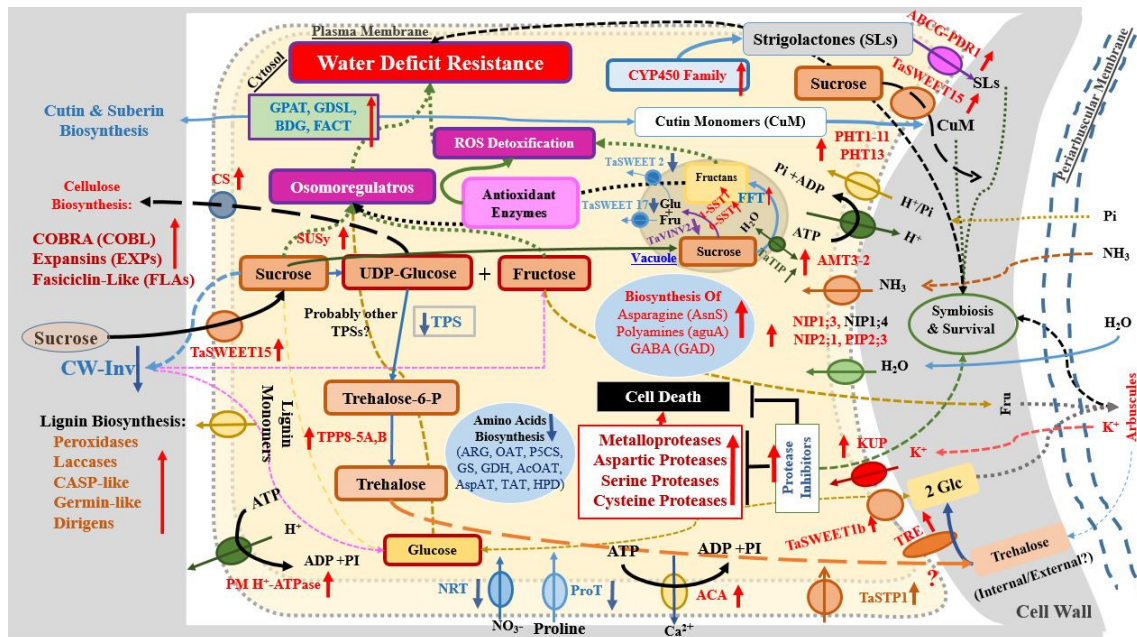 Plasma Membrane
Cytosol
Water Deficit Resistance
Strigolactones (SLs)
ABCG-PDR1
TaSWEET15
SLs
Periarbuscular Membrane
CYP450 Family
Sucrose
Cutin & Suberin
Biosynthesis
GPAT, GDSL,
BDG, FACT
Cutin Monomers (CuM)
CuM
PHT1-11
PHT13
ROS Detoxification
TaSWEET 2
Fructans
Pi +ADP
H⁺/Pi
Cellulose
Biosynthesis:
CS
Osomoregulatros
Antioxidant
Enzymes
TaSWEET 17
Glu
+
Fru
FFT
1-SST
6-SST
H₂O
TaVINV2
Sucrose
Vacuole
TaTIP
ATP
H⁺
Pi
COBRA (COBL)
Expansins (EXPs)
Fasiciclin-Like (FLAs)
SUSy
AMT3-2
NH₃
Sucrose
UDP-Glucose
+
Fructose
NH₃
Biosynthesis Of
Asparagine (AsnS)
Polyamines (aguA)
GABA (GAD)
Probably other
TPSs?
TPS
NIP1;3, NIP1;4
NIP2;1, PIP2;3
Symbiosis
& Survival
H₂O
Sucrose
TaSWEET15
CW-Inv
H₂O
Trehalose-6-P
Cell Death
Fru
Arbuscules
Lignin Biosynthesis:
Peroxidases
Laccases
CASP-like
Germin-like
Dirigens
Lignin
Monomers
TPP8-5A,B
Amino Acids
Biosynthesis
(ARG, OAT, P5CS,
GS, GDH, AcOAT,
AspAT, TAT, HPD)
Metalloproteases
Aspartic Proteases
Serine Proteases
Cysteine Proteases
Protease
Inhibitors
KUP
K⁺
K⁺
Trehalose
2 Glc
TaSWEET1b
TRE
ATP
H⁺
ADP +PI
PM H⁺-ATPase
Glucose
ATP
ADP +PI
Trehalose
(Internal/External?)
?
NRT
ProT
ACA
TaSTP1
Cell Wall
NO₃-
Proline
Ca²⁺